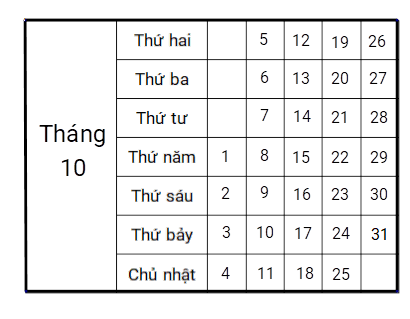 Thứ hai 5 12 19 26
Thứ ba 6 13 20 27
Thứ tư 7 14 21 28
Tháng
10
Thứ năm 1 8 15 22 29
Thứ sáu 2 9 16 23 30
Thứ bảy 3 10 17 24 31
Chủ nhật 4 11 18 25